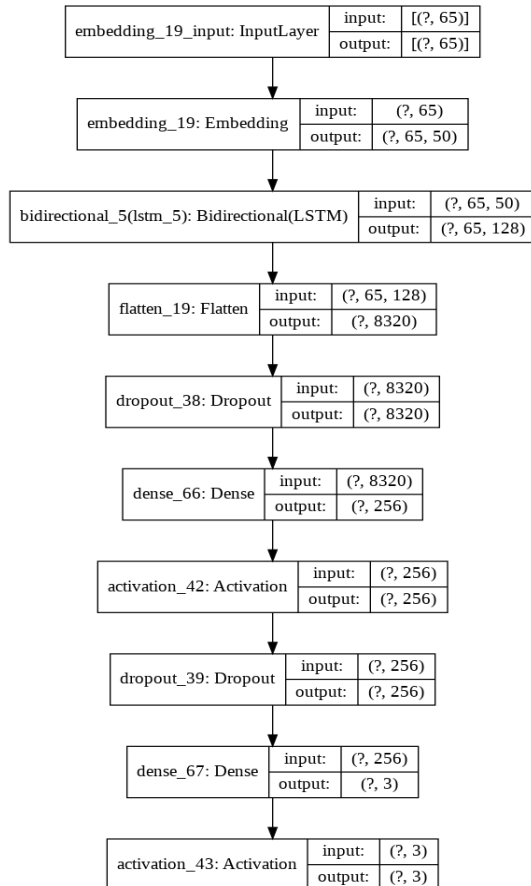 embedding_19_input: InputLayer
input: [(?, 65)]
output: [(?, 65)]
embedding_19: Embedding
input: (?, 65)
output: (?, 65, 50)
bidirectional_5(lstm_5): Bidirectional(LSTM)
input: (?, 65, 50)
output: (?, 65, 128)
flatten_19: Flatten
input: (?, 65, 128)
output: (?, 8320)
dropout_38: Dropout
input: (?, 8320)
output: (?, 8320)
dense_66: Dense
input: (?, 8320)
output: (?, 256)
activation_42: Activation
input: (?, 256)
output: (?, 256)
dropout_39: Dropout
input: (?, 256)
output: (?, 256)
dense_67: Dense
input: (?, 256)
output: (?, 3)
activation_43: Activation
input: (?, 3)
output: (?, 3)